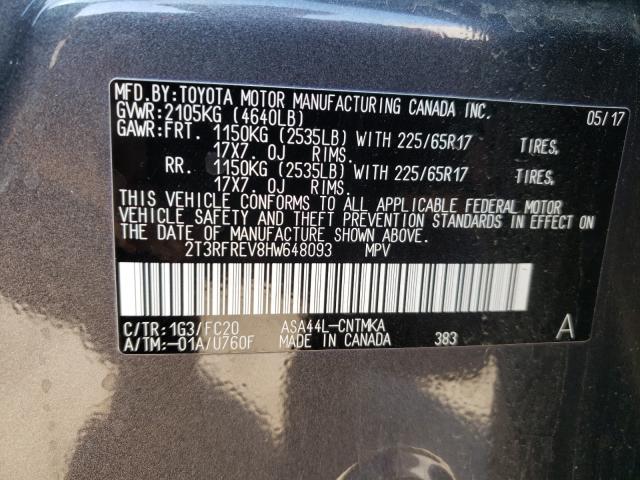 MFD.BY:TOYOTA MOTOR MANUFACTURING CANADA INC. 05/17
GVWR:2105KG (4640LB)
GAWR:FRT. 1150KG (2535LB) WITH 225/65R17 TIRES,
17X7.0J RIMS.
RR. 1150KG (2535LB) WITH 225/65R17 TIRES,
17X7.0J RIMS.
THIS VEHICLE CONFORMS TO ALL APPLICABLE FEDERAL MOTOR
VEHICLE SAFETY AND THEFT PREVENTION STANDARDS IN EFFECT ON
THE DATE OF MANUFACTURE SHOWN ABOVE.
2T3RFREV8HW648093 MPV
C/TR:1G3/FC20 ASA44L-CNTMKA A
A/TM:-01A/U760F MADE IN CANADA 383